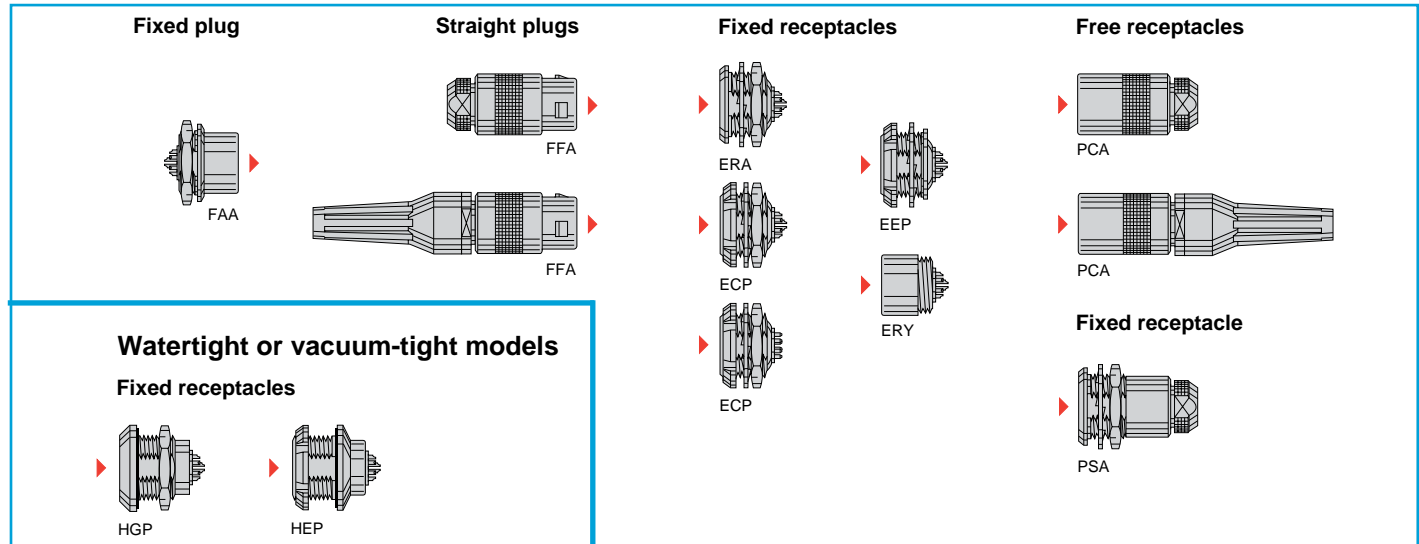 Fixed plug
FAA
Straight plugs
FFA
FFA
Fixed receptacles
ERA
ECP
ECP
EEP
ERY
Free receptacles
PCA
PCA
Fixed receptacle
PSA
Watertight or vacuum-tight models
Fixed receptacles
HGP
HEP